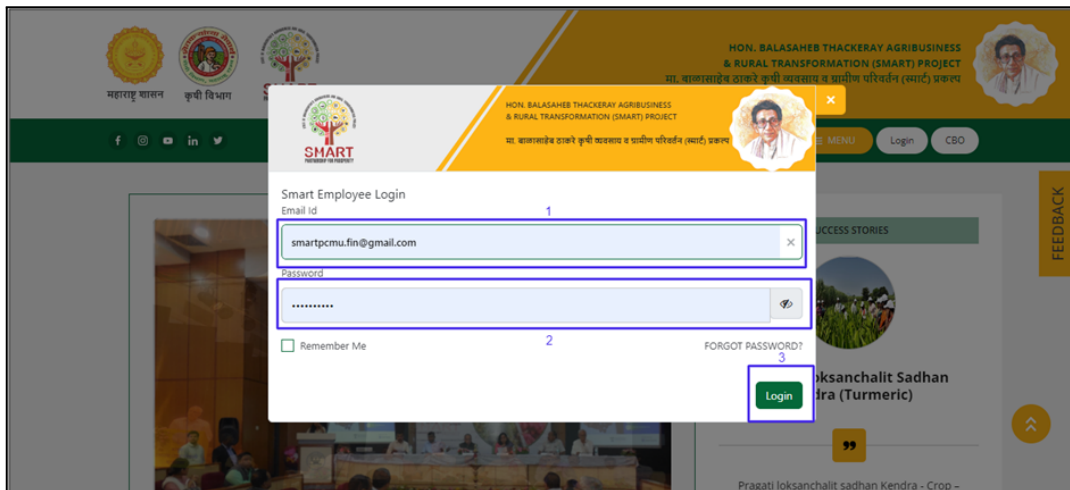 HON. BALASAHEB THACKERAY AGRIBUSINESS
& RURAL TRANSFORMATION (SMART) PROJECT
मा. बाळासाहेब ठाकरे कृषी व्यवसाय व ग्रामीण परिवर्तन (स्मार्ट) प्रकल्प
महाराष्ट्र शासन
कृषी विभाग
HON. BALASAHEB THACKERAY AGRIBUSINESS
& RURAL TRANSFORMATION (SMART) PROJECT
मा. बाळासाहेब ठाकरे कृषी व्यवसाय व ग्रामीण परिवर्तन (स्मार्ट) प्रकल्प
SMART
MENU
Login
CBO
Smart Employee Login
Email Id
1
smartpcmu.fin@gmail.com
Password
2
Remember Me
FORGOT PASSWORD?
3
Login
FEEDBACK
SUCCESS STORIES
loksanchalit Sadhan
(Turmeric)
Pragati loksanchalit sadhan Kendra - Crop –